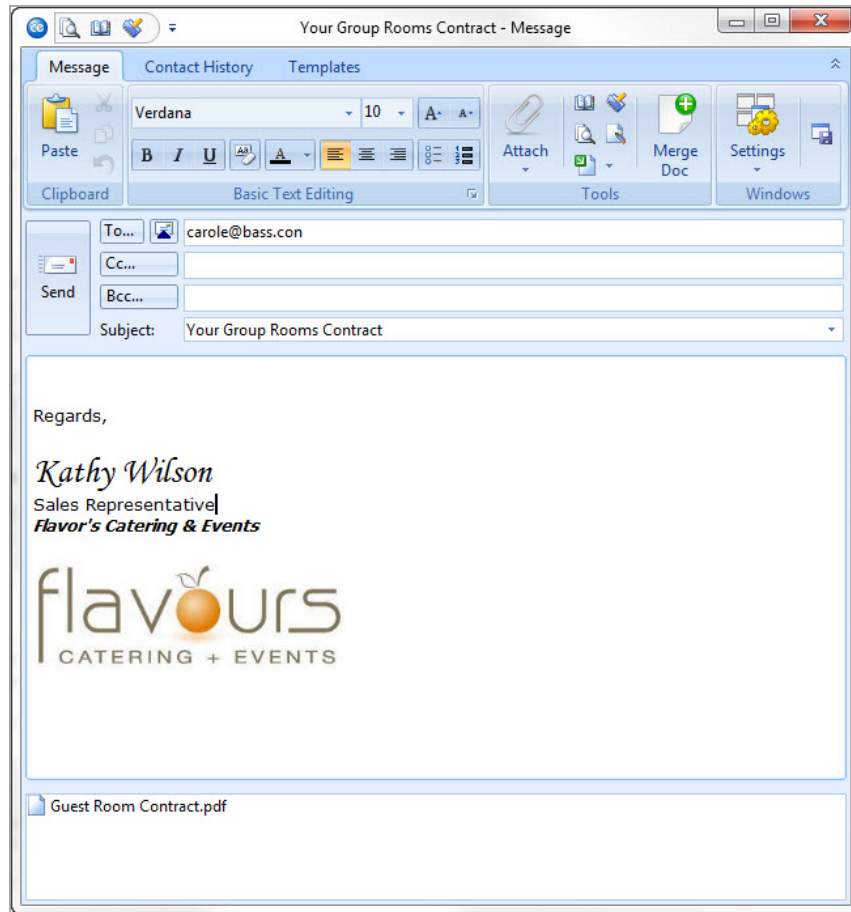 Your Group Rooms Contract - Message
Message Contact History Templates
Verdana 10 A A
Paste B I U AB A Attach Merge Doc Settings
Clipboard Basic Text Editing Tools Windows
To... carole@bass.con
Cc...
Send
Bcc...
Subject: Your Group Rooms Contract
Regards,
Kathy Wilson
Sales Representative
Flavor's Catering & Events
flavours
CATERING + EVENTS
Guest Room Contract.pdf